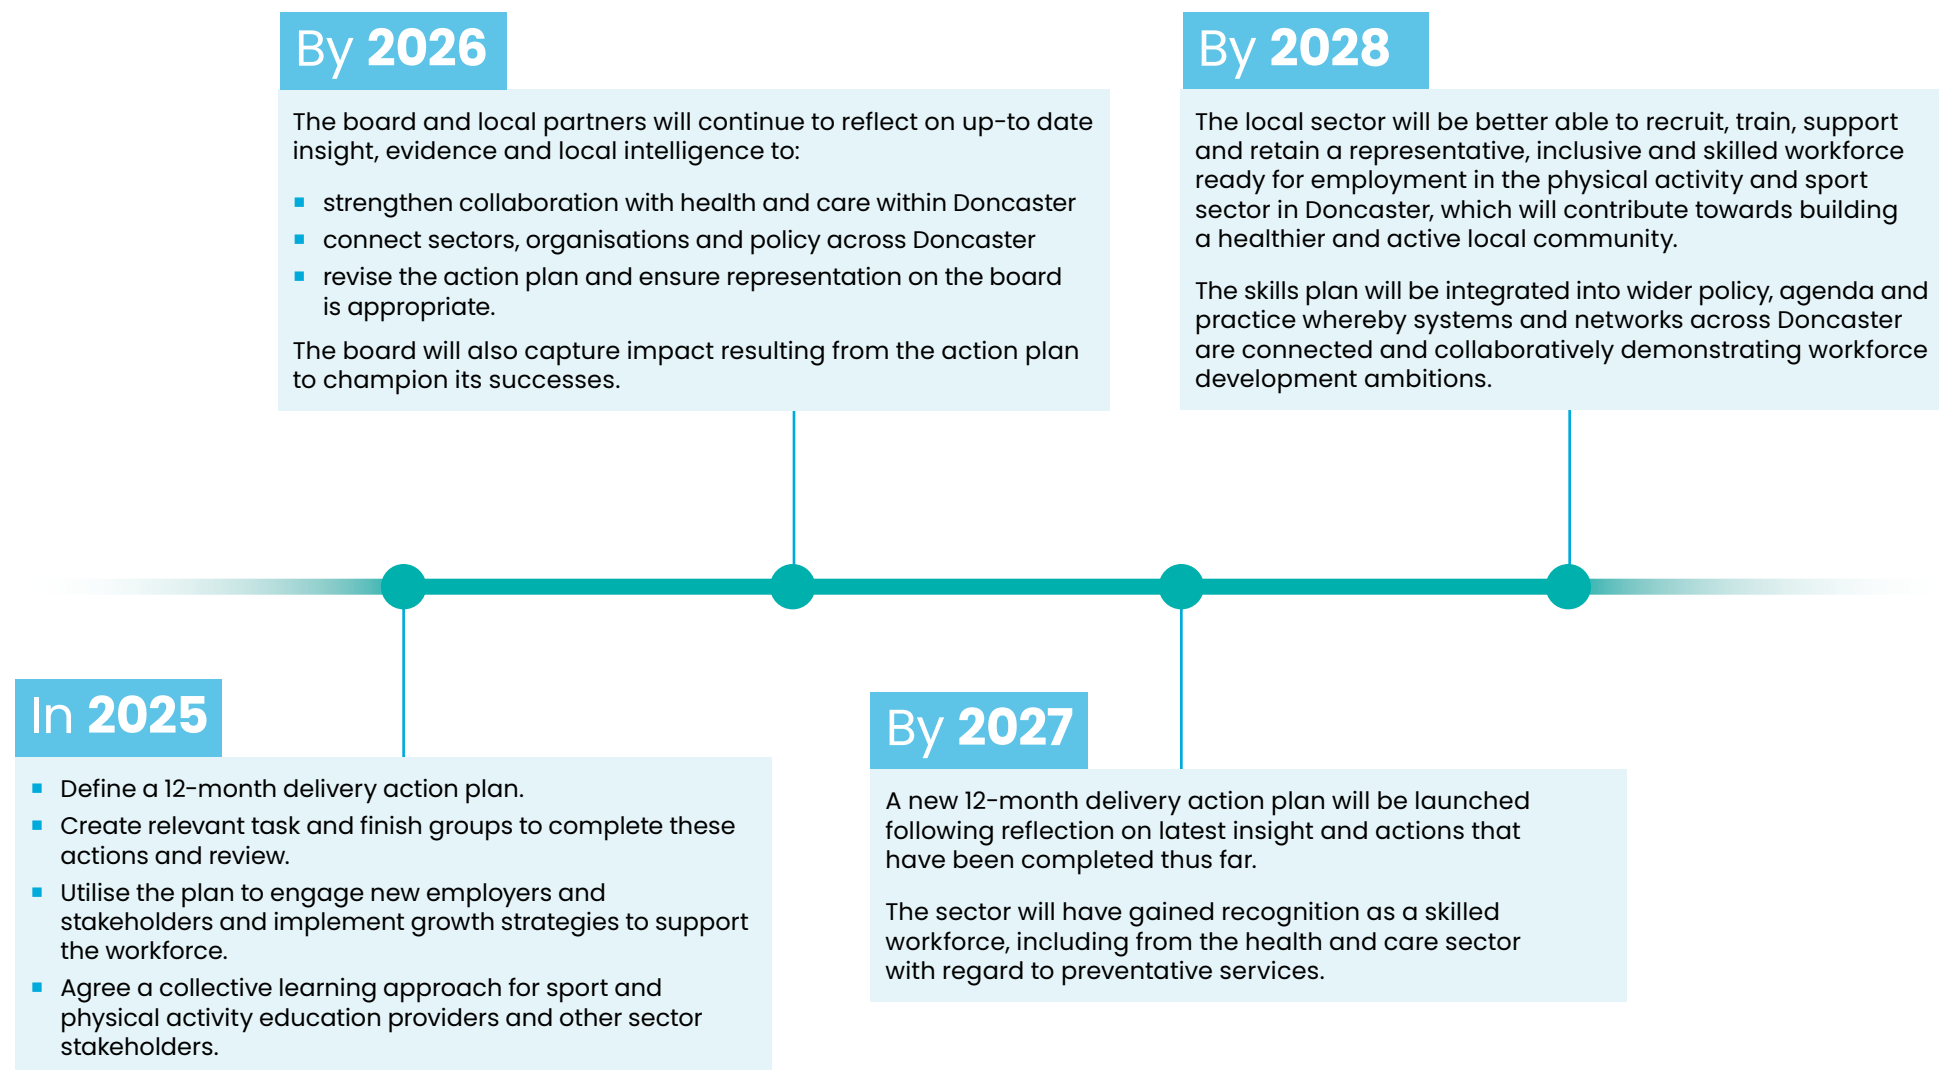 By 2026
The board and local partners will continue to reflect on up-to date
insight, evidence and local intelligence to:
▪ strengthen collaboration with health and care within Doncaster
▪ connect sectors, organisations and policy across Doncaster
▪ revise the action plan and ensure representation on the board
is appropriate.
The board will also capture impact resulting from the action plan
to champion its successes.
By 2028
The local sector will be better able to recruit, train, support
and retain a representative, inclusive and skilled workforce
ready for employment in the physical activity and sport
sector in Doncaster, which will contribute towards building
a healthier and active local community.
The skills plan will be integrated into wider policy, agenda and
practice whereby systems and networks across Doncaster
are connected and collaboratively demonstrating workforce
development ambitions.
In 2025
▪ Define a 12-month delivery action plan.
▪ Create relevant task and finish groups to complete these
actions and review.
▪ Utilise the plan to engage new employers and
stakeholders and implement growth strategies to support
the workforce.
▪ Agree a collective learning approach for sport and
physical activity education providers and other sector
stakeholders.
By 2027
A new 12-month delivery action plan will be launched
following reflection on latest insight and actions that
have been completed thus far.
The sector will have gained recognition as a skilled
workforce, including from the health and care sector
with regard to preventative services.